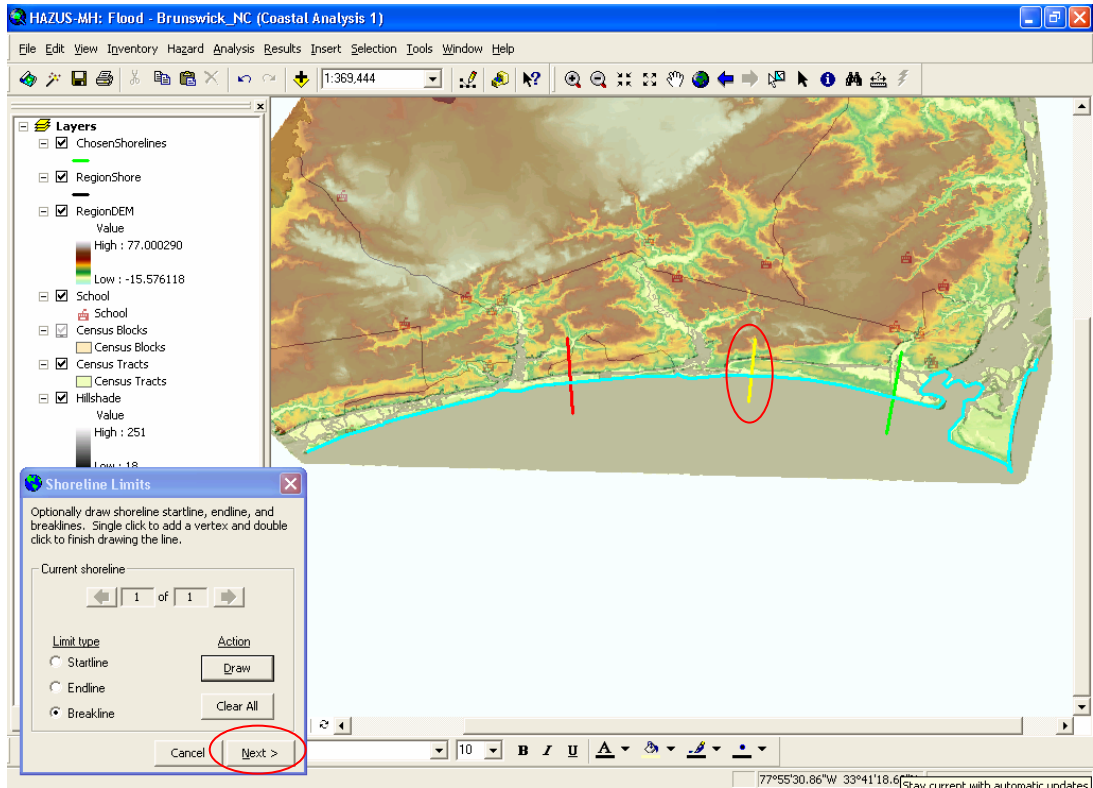 HAZUS-MH: Flood - Brunswick_NC (Coastal Analysis 1)
File Edit View Inventory Hazard Analysis Results Insert Selection Tools Window Help
1:369,444
Layers
ChosenShorelines
RegionShore
RegionDEM
Value
High : 77.000290
Low : -15.576118
School
School
Census Blocks
Census Blocks
Census Tracts
Census Tracts
Hillshade
Value
High : 251
Low : 18
Shoreline Limits
Optionally draw shoreline startline, endline, and
breaklines. Single click to add a vertex and double
click to finish drawing the line.
Current shoreline
1 of 1
Limit type Action
Startline
Draw
Endline
Clear All
Breakline
Cancel Next >
10 B I U A
77°55'30.86"W 33°41'18.6
Stay current with automatic updates